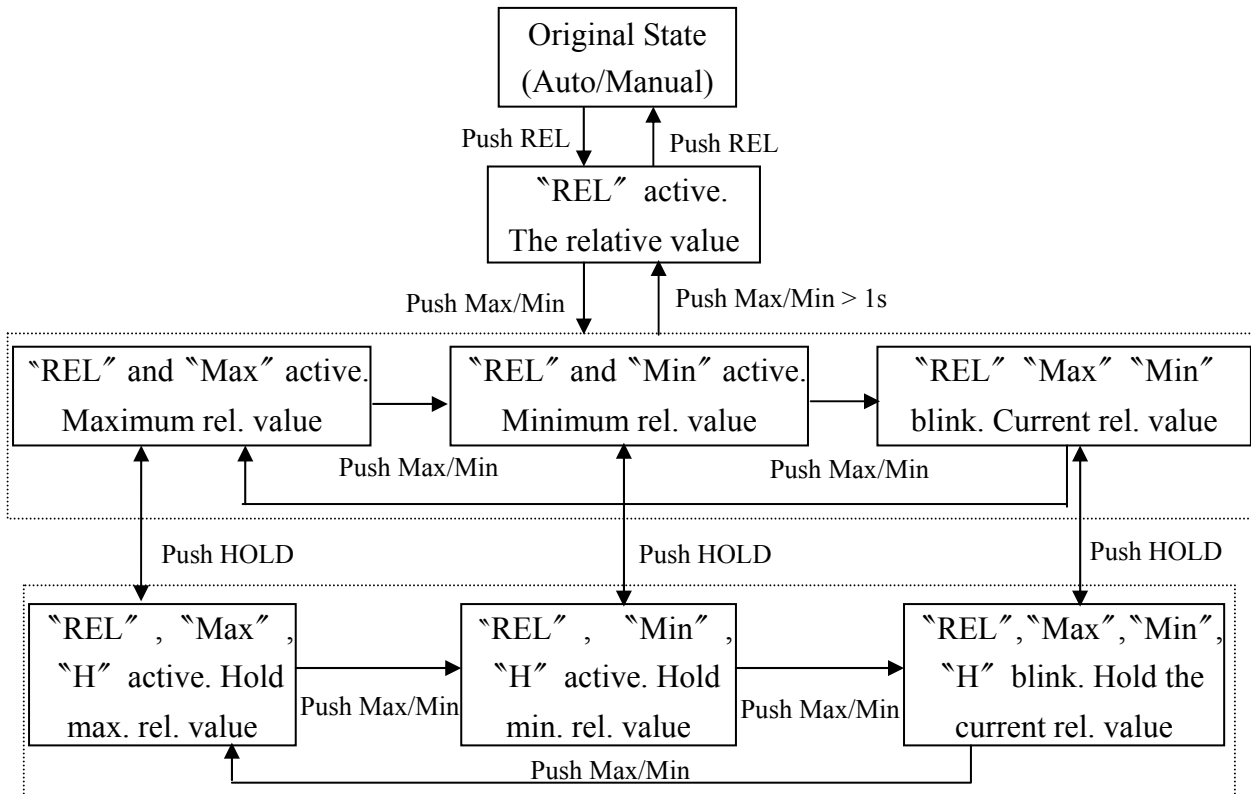 Original State
(Auto/Manual)
Push REL
Push REL
〝REL〞 active.
The relative value
Push Max/Min
Push Max/Min > 1s
〝REL〞 and 〝Max〞 active.
Maximum rel. value
〝REL〞 and 〝Min〞 active.
Minimum rel. value
〝REL〞 〝Max〞 〝Min〞
blink. Current rel. value
Push Max/Min
Push Max/Min
Push HOLD
Push HOLD
Push HOLD
〝REL〞 , 〝Max〞 ,
〝H〞 active. Hold
max. rel. value
〝REL〞 , 〝Min〞 ,
〝H〞 active. Hold
min. rel. value
〝REL〞,〝Max〞,〝Min〞,
〝H〞 blink. Hold the
current rel. value
Push Max/Min
Push Max/Min
Push Max/Min